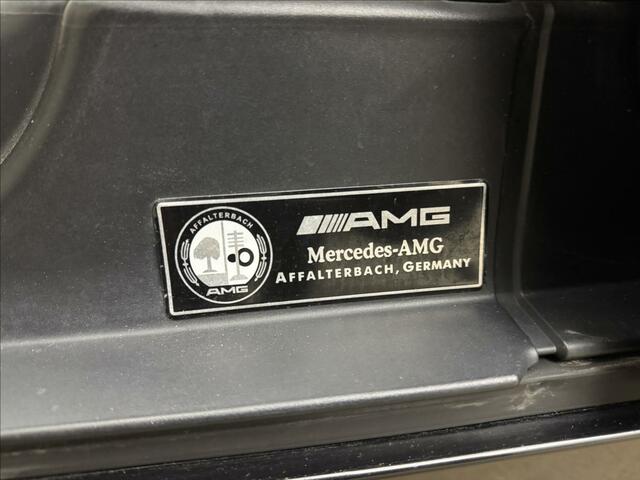 AFFALTERBACH
AMG
AMG
Mercedes-AMG
AFFALTERBACH, GERMANY